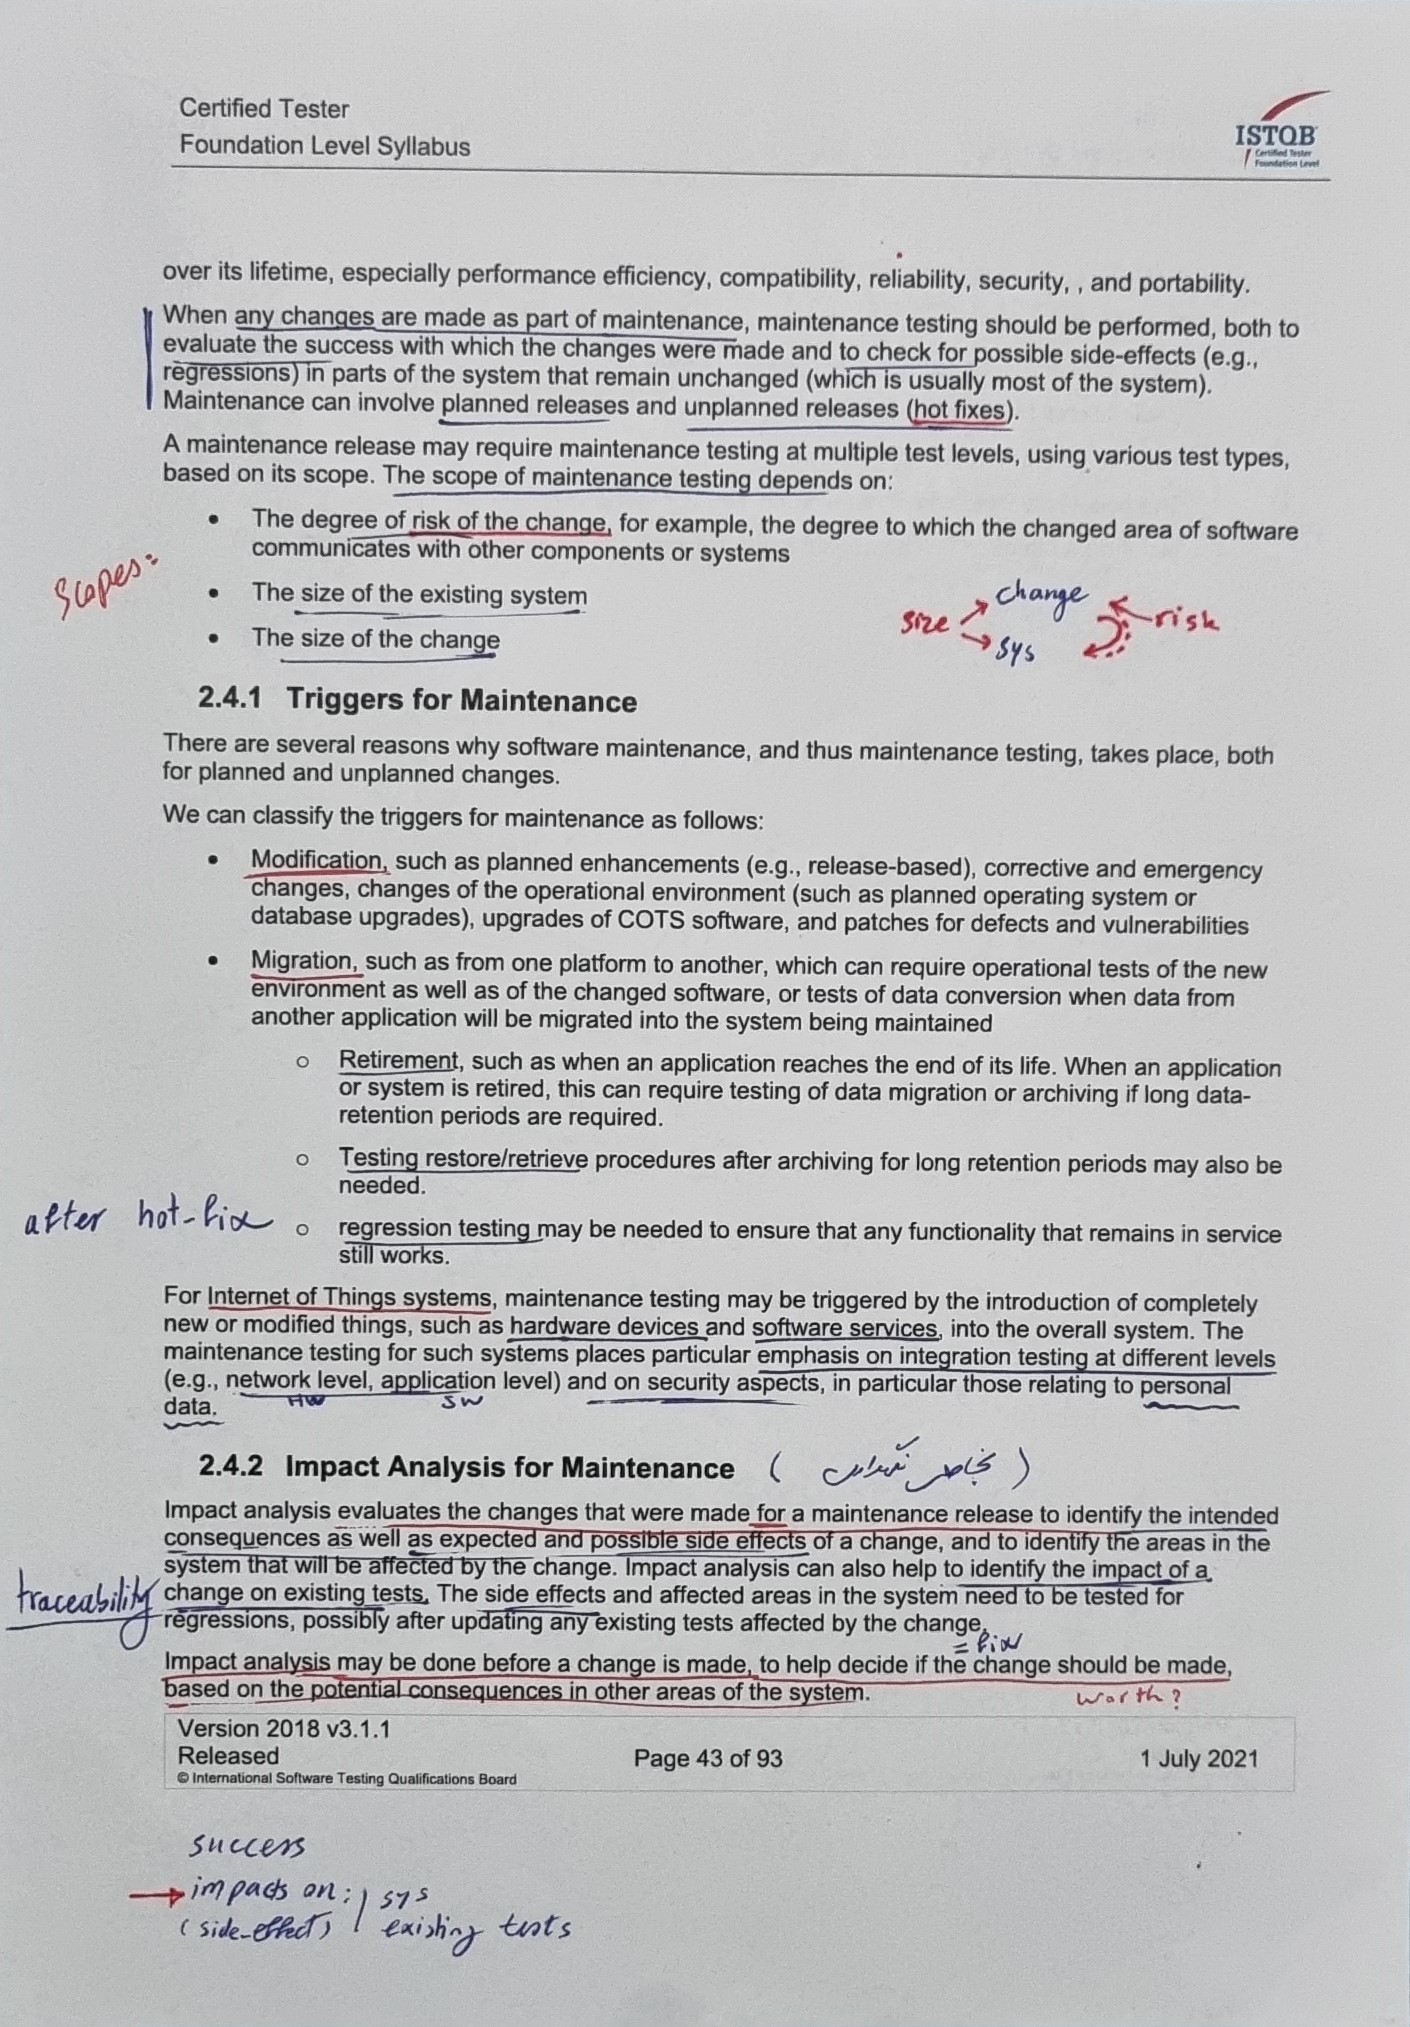 Certified Tester
Foundation Level Syllabus
ISTQB
Certified Tester
Foundation Level
over its lifetime, especially performance efficiency, compatibility, reliability, security, , and portability.
When any changes are made as part of maintenance, maintenance testing should be performed, both to
evaluate the success with which the changes were made and to check for possible side-effects (e.g.,
regressions) in parts of the system that remain unchanged (which is usually most of the system).
Maintenance can involve planned releases and unplanned releases (hot fixes).
A maintenance release may require maintenance testing at multiple test levels, using various test types,
based on its scope. The scope of maintenance testing depends on:
• The degree of risk of the change, for example, the degree to which the changed area of software
communicates with other components or systems
Scopes:
• The size of the existing system
• The size of the change
size change risk
sys
2.4.1 Triggers for Maintenance
There are several reasons why software maintenance, and thus maintenance testing, takes place, both
for planned and unplanned changes.
We can classify the triggers for maintenance as follows:
• Modification, such as planned enhancements (e.g., release-based), corrective and emergency
changes, changes of the operational environment (such as planned operating system or
database upgrades), upgrades of COTS software, and patches for defects and vulnerabilities
• Migration, such as from one platform to another, which can require operational tests of the new
environment as well as of the changed software, or tests of data conversion when data from
another application will be migrated into the system being maintained
o Retirement, such as when an application reaches the end of its life. When an application
or system is retired, this can require testing of data migration or archiving if long data-
retention periods are required.
o Testing restore/retrieve procedures after archiving for long retention periods may also be
needed.
after hot-fix
o regression testing may be needed to ensure that any functionality that remains in service
still works.
For Internet of Things systems, maintenance testing may be triggered by the introduction of completely
new or modified things, such as hardware devices and software services, into the overall system. The
maintenance testing for such systems places particular emphasis on integration testing at different levels
(e.g., network level, application level) and on security aspects, in particular those relating to personal
HW SW
data.
2.4.2 Impact Analysis for Maintenance
Impact analysis evaluates the changes that were made for a maintenance release to identify the intended
consequences as well as expected and possible side effects of a change, and to identify the areas in the
system that will be affected by the change. Impact analysis can also help to identify the impact of a
traceability
change on existing tests. The side effects and affected areas in the system need to be tested for
regressions, possibly after updating any existing tests affected by the change.
= fix
Impact analysis may be done before a change is made, to help decide if the change should be made,
based on the potential consequences in other areas of the system.
worth?
Version 2018 v3.1.1
Released
Page 43 of 93
1 July 2021
© International Software Testing Qualifications Board
success
→ impacts on: sys
(side-effect) existing tests